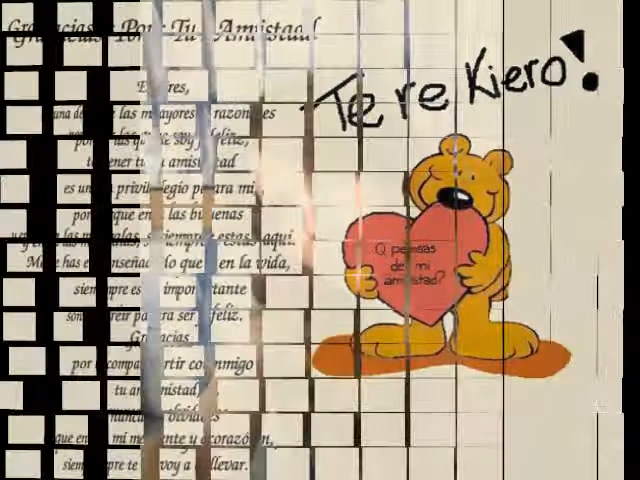 Gracias Por Tu Amistad
Te re Kiero!
Eres,
una de las mayores razones
por las que soy feliz,
tener tu amistad
es un privilegio para mi,
porque en las buenas
y en las malas, siempre estas aqui.
Me has enseñado lo que en la vida,
siempre es importante
sonreir para ser feliz.
Gracias
por compartir conmigo
tu amistad,
nunca olvides
que en mi mente y corazón,
siempre te voy a llevar.
Q piensas
de mi
amistad?